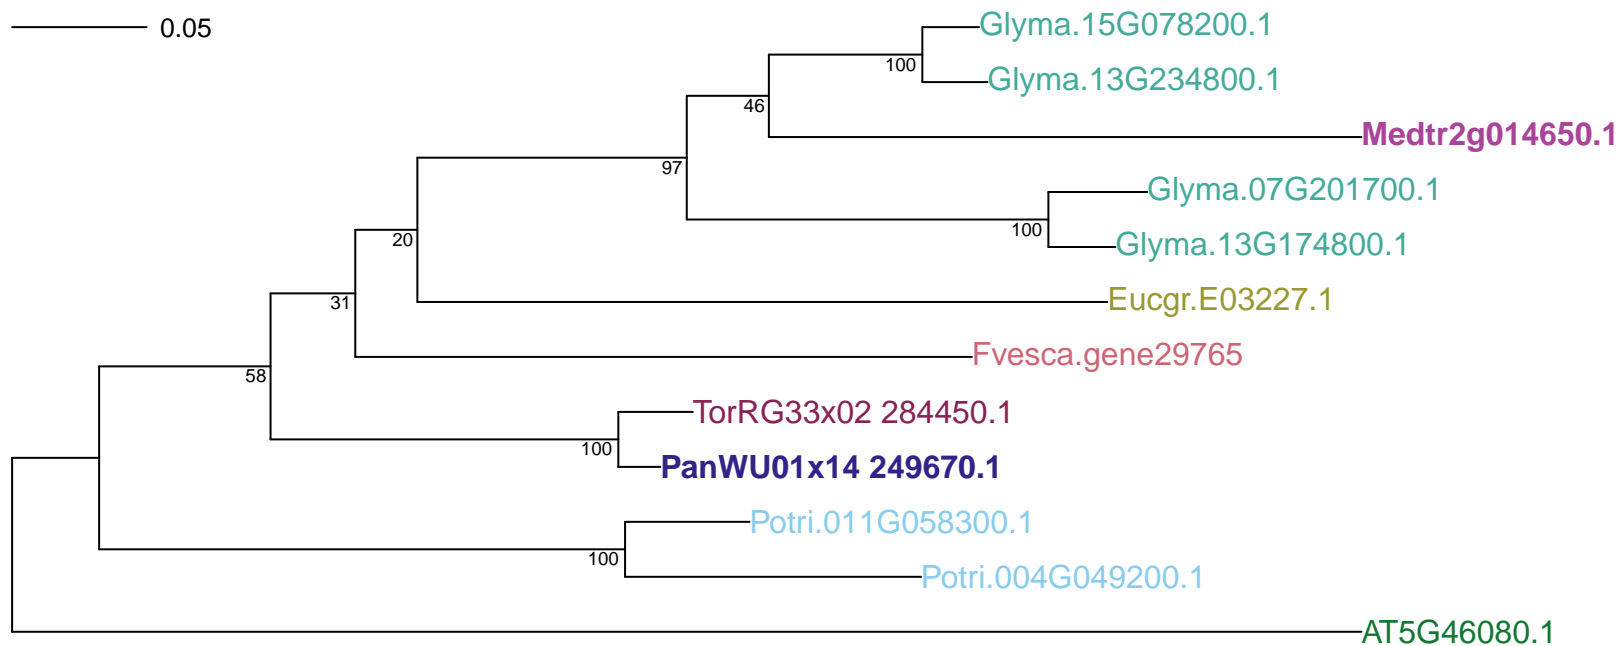 0.05
Glyma.15G078200.1
100
Glyma.13G234800.1
46
Medtr2g014650.1
97
Glyma.07G201700.1
100
Glyma.13G174800.1
20
Eucgr.E03227.1
31
Fvesca.gene29765
58
TorRG33x02 284450.1
100
PanWU01x14 249670.1
Potri.011G058300.1
100
Potri.004G049200.1
AT5G46080.1